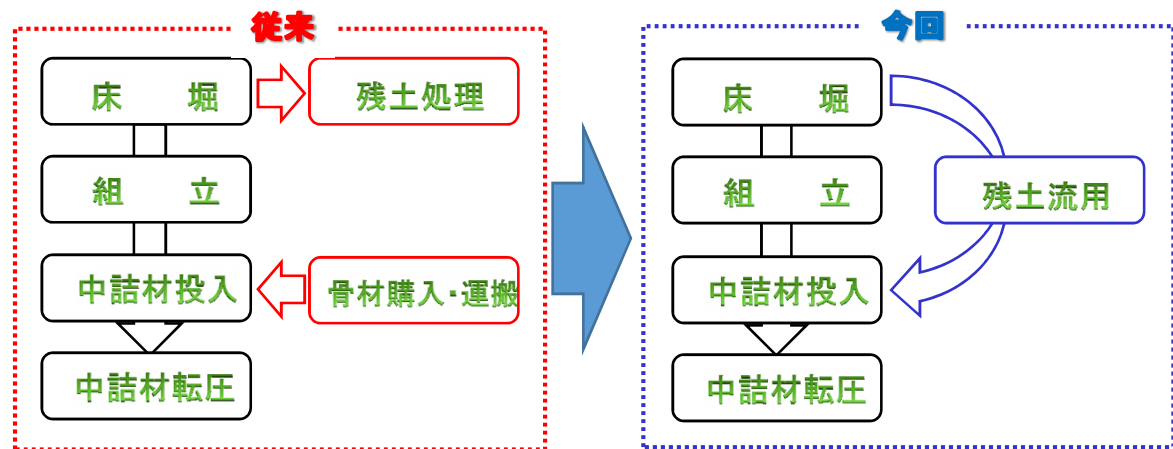 従来
床　堀
残土処理
組　立
中詰材投入
骨材購入・運搬
中詰材転圧
今回
床　堀
組　立
残土流用
中詰材投入
中詰材転圧